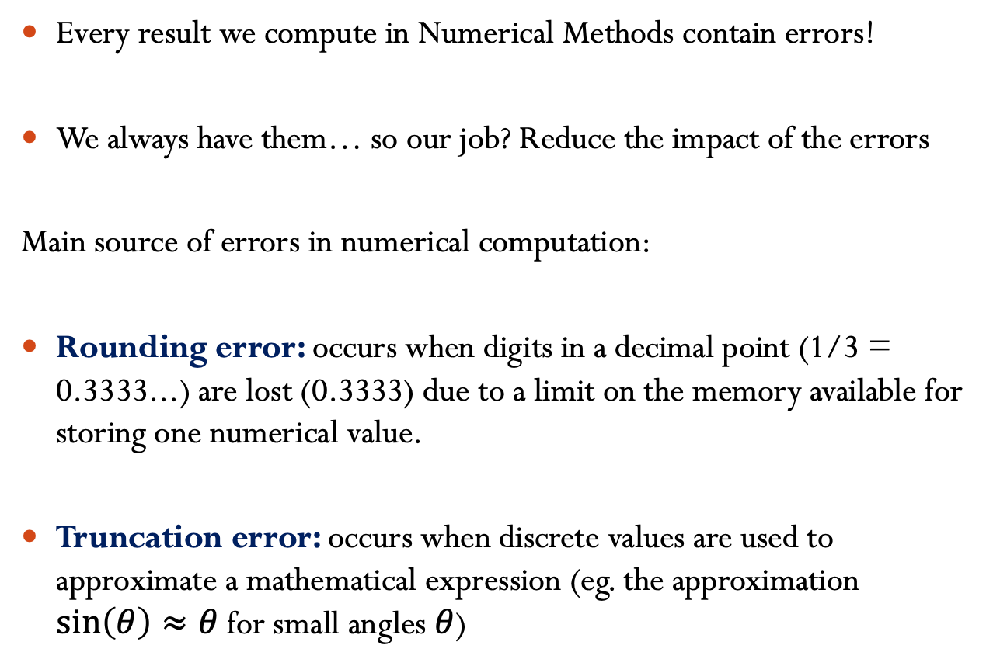 • Every result we compute in Numerical Methods contain errors!
• We always have them… so our job? Reduce the impact of the errors
Main source of errors in numerical computation:
• Rounding error: occurs when digits in a decimal point (1/3 =
0.3333…) are lost (0.3333) due to a limit on the memory available for
storing one numerical value.
• Truncation error: occurs when discrete values are used to
approximate a mathematical expression (eg. the approximation
sin(θ) ≈ θ for small angles θ)